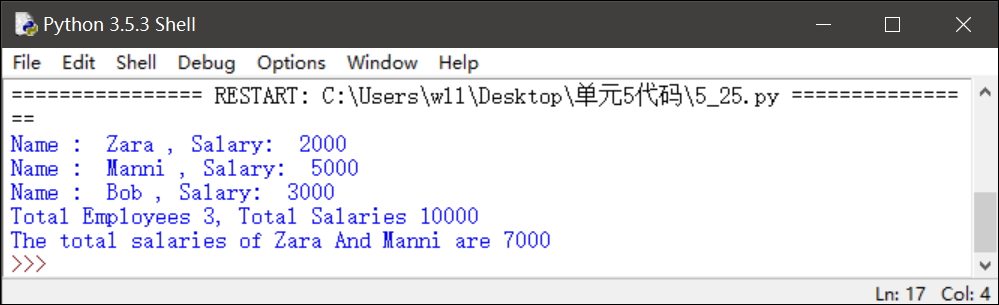 Python 3.5.3 Shell
File Edit Shell Debug Options Window Help
================ RESTART: C:\Users\w11\Desktop\单元5代码\5_25.py ==============
==
Name :  Zara , Salary:  2000
Name :  Manni , Salary:  5000
Name :  Bob , Salary:  3000
Total Employees 3, Total Salaries 10000
The total salaries of Zara And Manni are 7000
>>>
Ln: 17 Col: 4